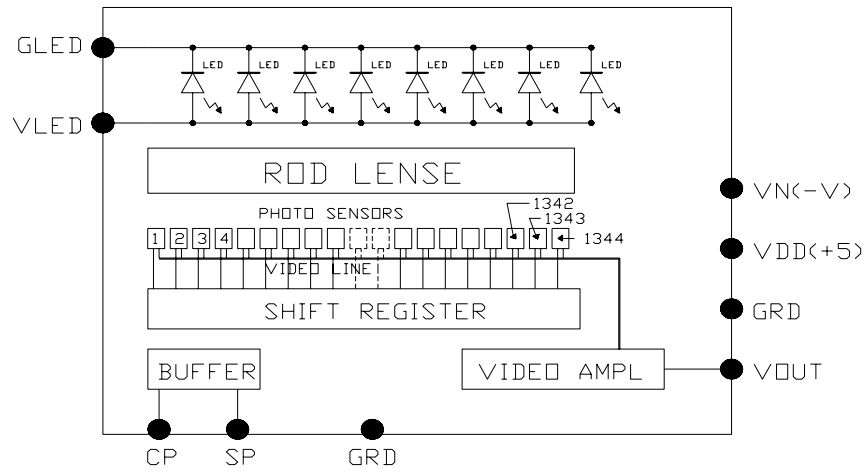 GLED
LED LED LED LED LED LED LED LED
VLED
ROD LENSE
VN(-V)
PHOTO SENSORS
1342
1343
1344
1 2 3 4
VDD(+5)
VIDEO LINE
SHIFT REGISTER
GRD
BUFFER
VIDEO AMPL
VOUT
CP SP GRD